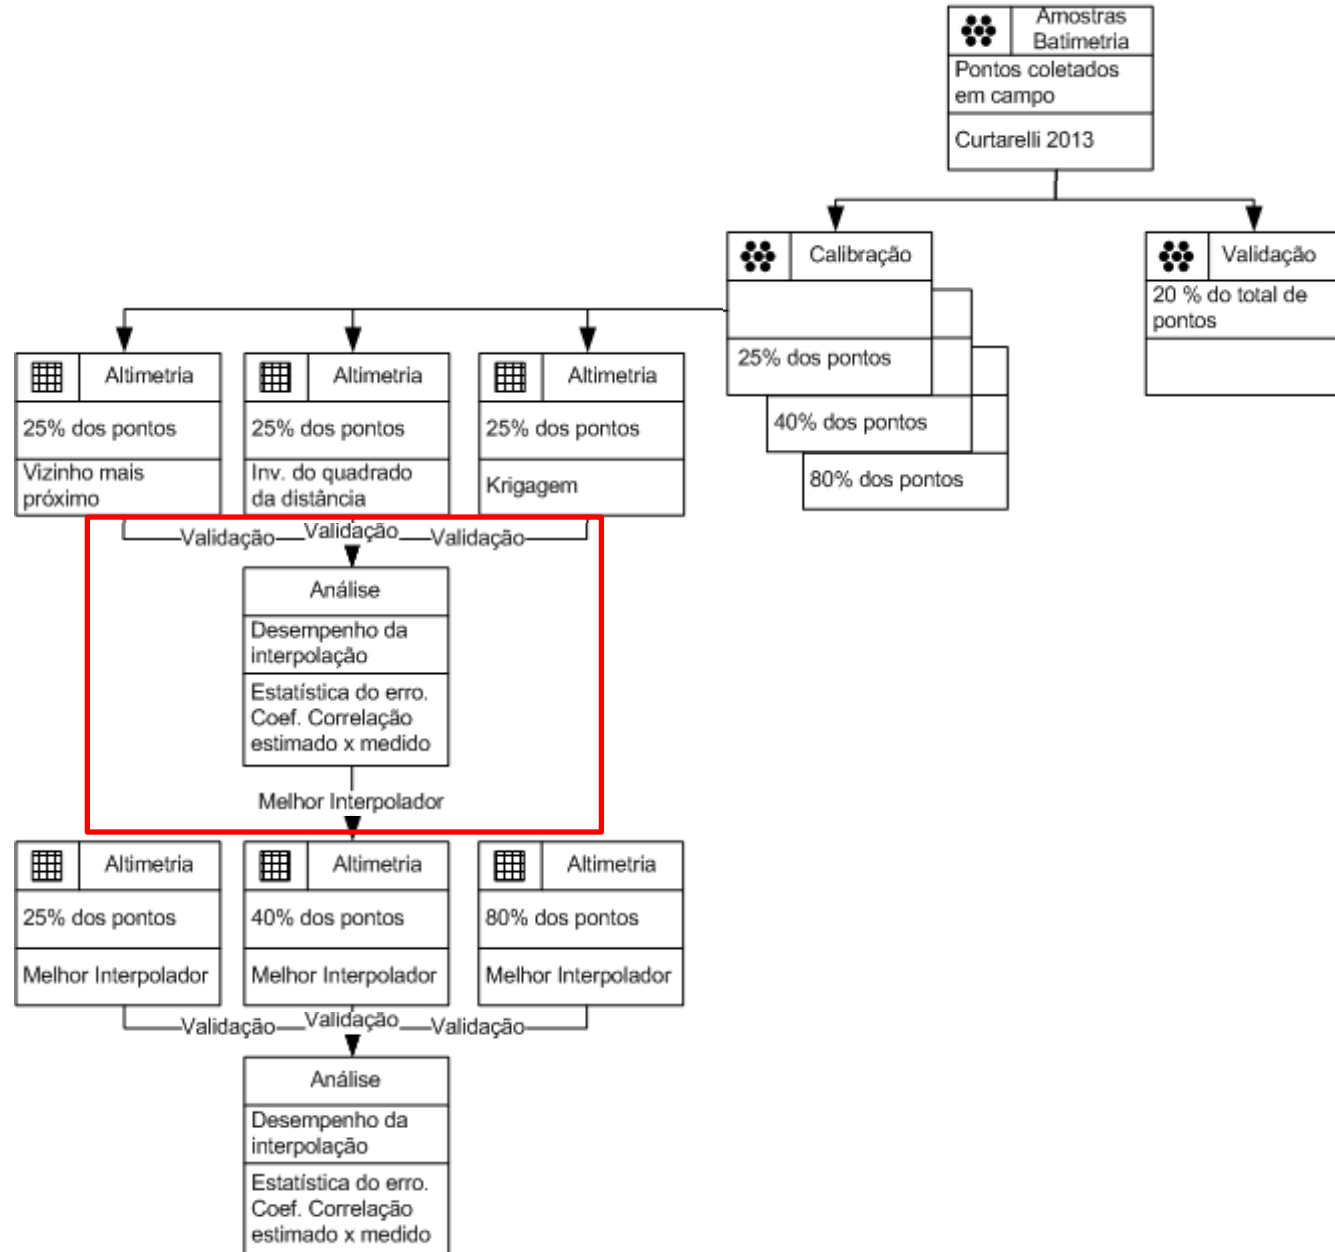 Amostras
Batimetria
Pontos coletados
em campo
Curtarelli 2013
Calibração
25% dos pontos
40% dos pontos
80% dos pontos
Validação
20 % do total de
pontos
Altimetria
25% dos pontos
Vizinho mais
próximo
Altimetria
25% dos pontos
Inv. do quadrado
da distância
Altimetria
25% dos pontos
Krigagem
Validação
Validação
Validação
Análise
Desempenho da
interpolação
Estatística do erro.
Coef. Correlação
estimado x medido
Melhor Interpolador
Altimetria
25% dos pontos
Melhor Interpolador
Altimetria
40% dos pontos
Melhor Interpolador
Altimetria
80% dos pontos
Melhor Interpolador
Validação
Validação
Validação
Análise
Desempenho da
interpolação
Estatística do erro.
Coef. Correlação
estimado x medido